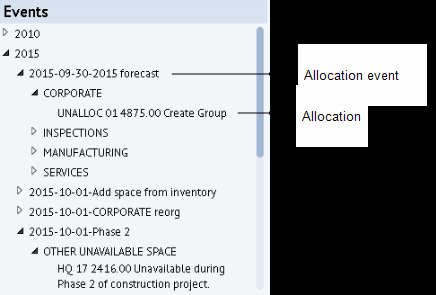 Events
2010
2015
2015-09-30-2015 forecast
Allocation event
CORPORATE
UNALLOC 01 4875.00 Create Group
Allocation
INSPECTIONS
MANUFACTURING
SERVICES
2015-10-01-Add space from inventory
2015-10-01-CORPORATE reorg
2015-10-01-Phase 2
OTHER UNAVAILABLE SPACE
HQ 17 2416.00 Unavailable during
Phase 2 of construction project.